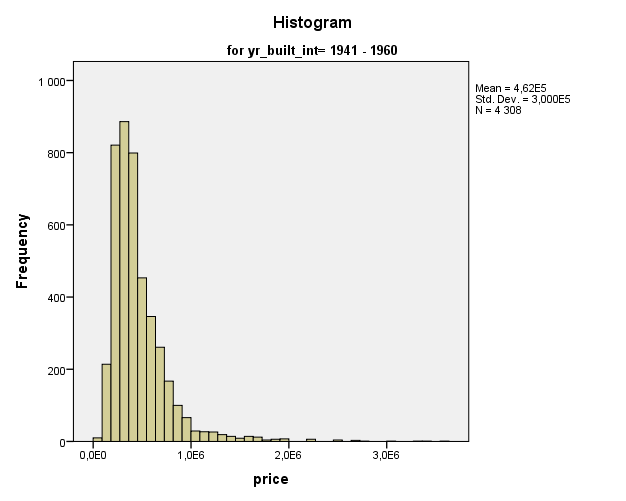 Histogram
for yr_built_int= 1941 - 1960
Mean = 4,62E5
Std. Dev. = 3,000E5
N = 4 308
1 000
800
600
400
200
0
Frequency
0,0E0 1,0E6 2,0E6 3,0E6
price